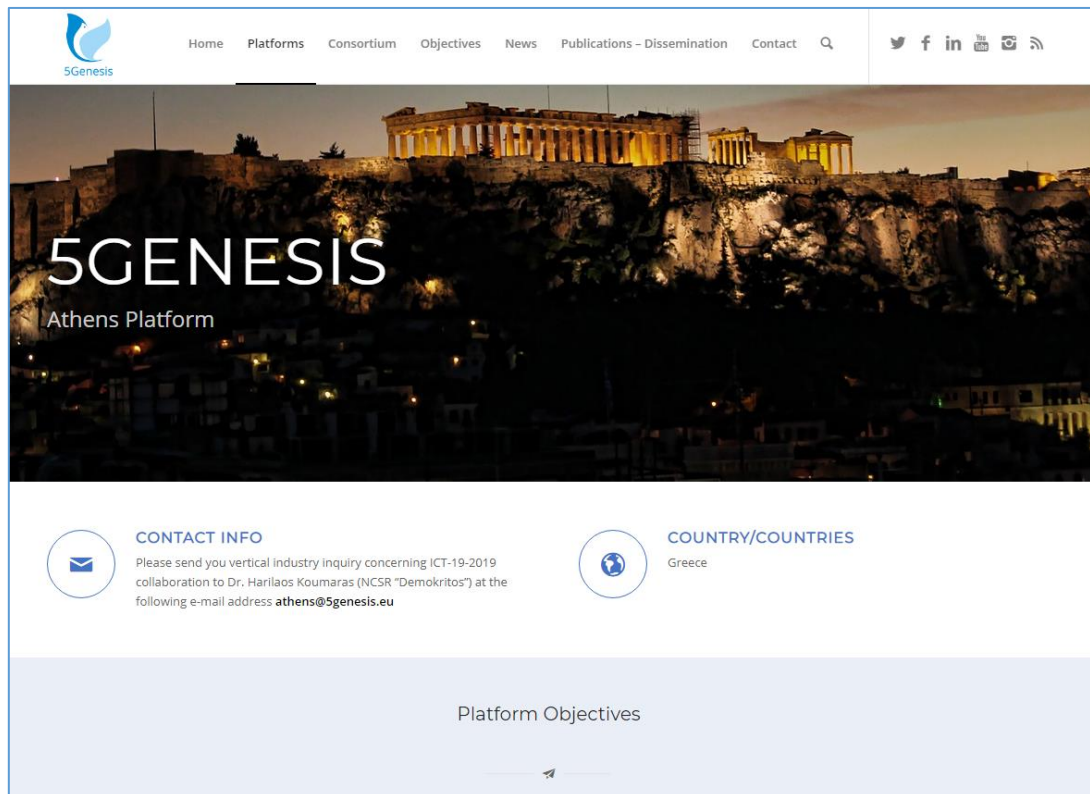 5Genesis
Home Platforms Consortium Objectives News Publications – Dissemination Contact
You
Tube
5GENESIS
Athens Platform
CONTACT INFO
Please send you vertical industry inquiry concerning ICT-19-2019
collaboration to Dr. Harilaos Koumaras (NCSR “Demokritos”) at the
following e-mail address athens@5genesis.eu
COUNTRY/COUNTRIES
Greece
Platform Objectives